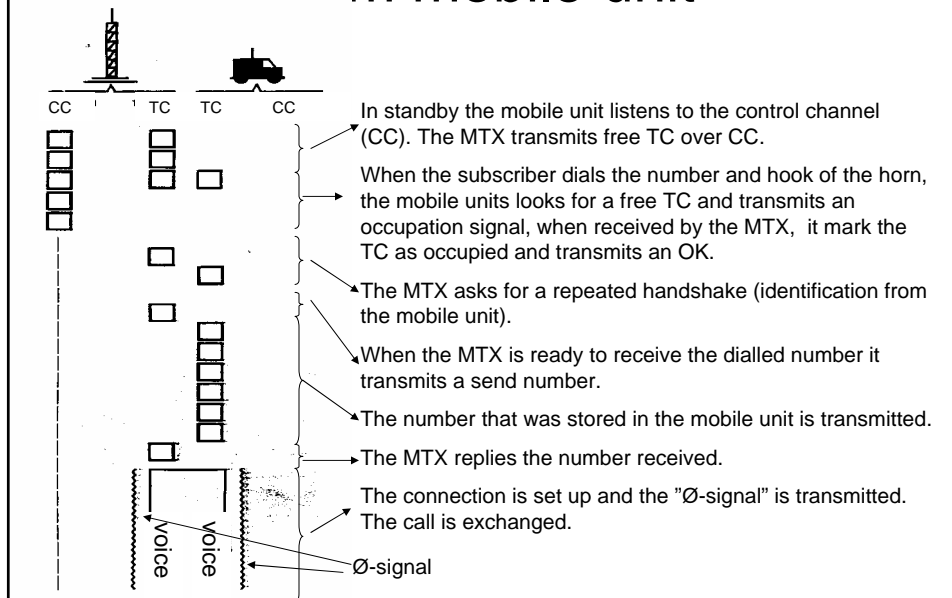 mobile unit
CC TC TC CC
In standby the mobile unit listens to the control channel
(CC). The MTX transmits free TC over CC.
When the subscriber dials the number and hook of the horn,
the mobile units looks for a free TC and transmits an
occupation signal, when received by the MTX, it mark the
TC as occupied and transmits an OK.
The MTX asks for a repeated handshake (identification from
the mobile unit).
When the MTX is ready to receive the dialled number it
transmits a send number.
The number that was stored in the mobile unit is transmitted.
The MTX replies the number received.
The connection is set up and the ”Ø-signal” is transmitted.
The call is exchanged.
voice
voice
Ø-signal